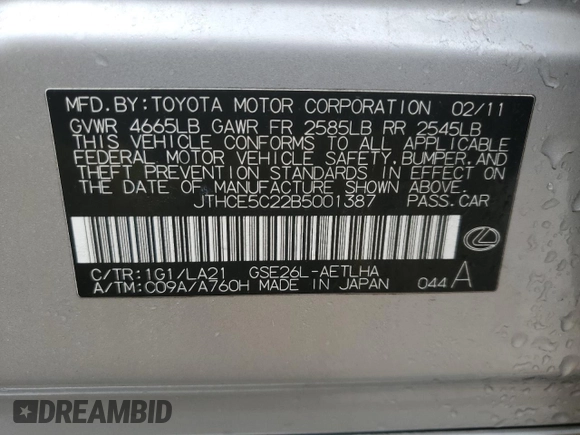 MFD. BY: TOYOTA MOTOR CORPORATION 02/11
GVWR 4665LB GAWR FR 2585LB RR 2545LB
THIS VEHICLE CONFORMS TO ALL APPLICABLE
FEDERAL MOTOR VEHICLE SAFETY, BUMPER, AND
THEFT PREVENTION STANDARDS IN EFFECT ON
THE DATE OF MANUFACTURE SHOWN ABOVE.
JTHCE5C22B5001387 PASS. CAR
C/TR: 1G1/LA21 GSE26L-AETLHA
A/TM: C09A/A760H MADE IN JAPAN 044 A
DREAMBID